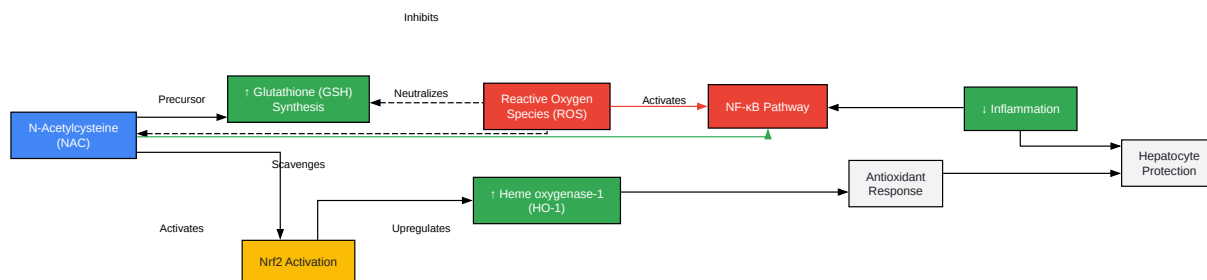 Inhibits
↑ Glutathione (GSH)
Synthesis
Precursor
Neutralizes
Reactive Oxygen
Species (ROS)
Activates
NF-κB Pathway
↓ Inflammation
N-Acetylcysteine
(NAC)
Scavenges
Hepatocyte
Protection
Antioxidant
Response
↑ Heme oxygenase-1
(HO-1)
Activates
Upregulates
Nrf2 Activation